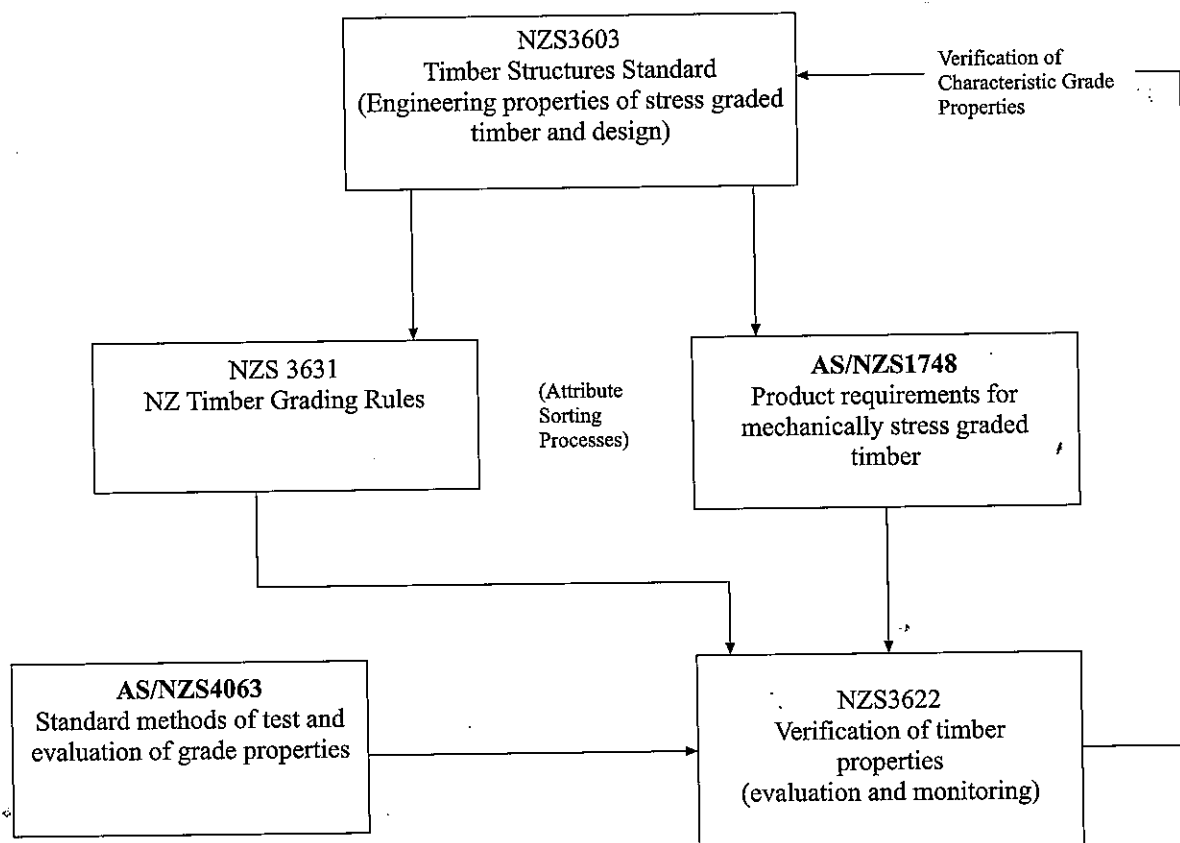 NZS3603
Timber Structures Standard
(Engineering properties of stress graded
timber and design)
Verification of
Characteristic Grade
Properties
NZS 3631
NZ Timber Grading Rules
(Attribute
Sorting
Processes)
AS/NZS1748
Product requirements for
mechanically stress graded
timber
AS/NZS4063
Standard methods of test and
evaluation of grade properties
NZS3622
Verification of timber
properties
(evaluation and monitoring)